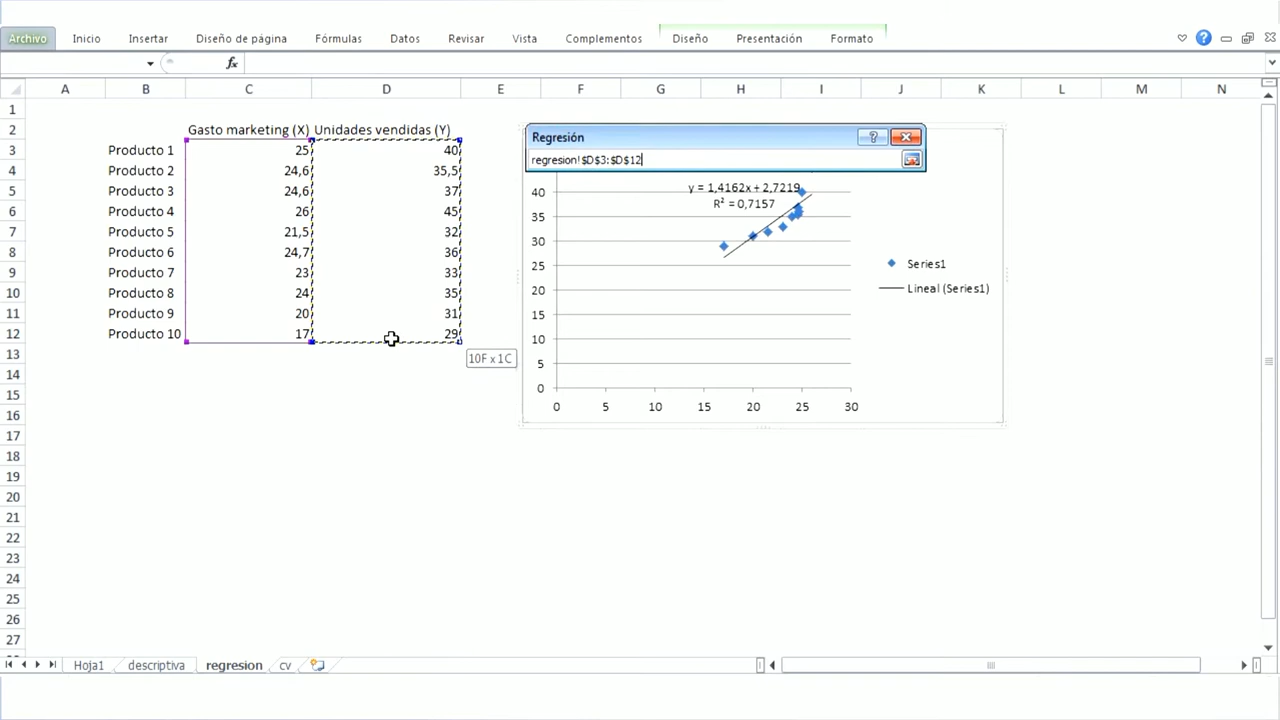 Archivo Inicio Insertar Diseño de página Fórmulas Datos Revisar Vista Complementos Diseño Presentación Formato
fx
A B C D E F G H I J K L M N
1
2 Gasto marketing (X) Unidades vendidas (Y)
3 Producto 1 25 40
4 Producto 2 24,6 35,5
5 Producto 3 24,6 37
6 Producto 4 26 45
7 Producto 5 21,5 32
8 Producto 6 24,7 36
9 Producto 7 23 33
10 Producto 8 24 35
11 Producto 9 20 31
12 Producto 10 17 29
13
14
15
16
17
18
19
20
21
22
23
24
25
26
27
10F x 1C
Regresión
regresion!$D$3:$D$12
y = 1,4162x + 2,7219
R² = 0,7157
40
35
30
25
20
15
10
5
0
0 5 10 15 20 25 30
Series1
Lineal (Series1)
Hoja1 descriptiva regresion cv